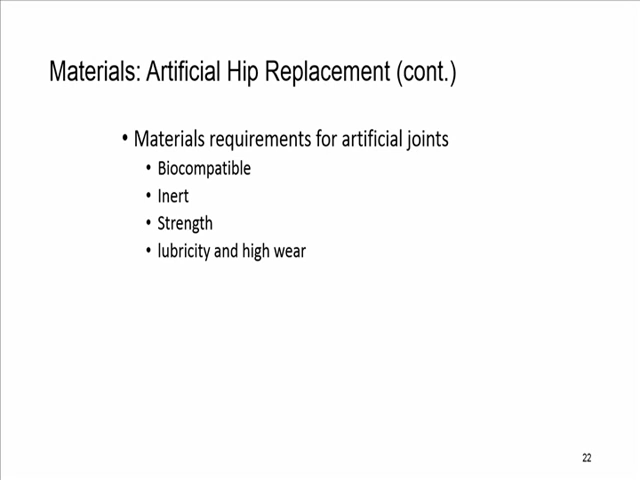 Materials: Artificial Hip Replacement (cont.)
• Materials requirements for artificial joints
• Biocompatible
• Inert
• Strength
• lubricity and high wear
22